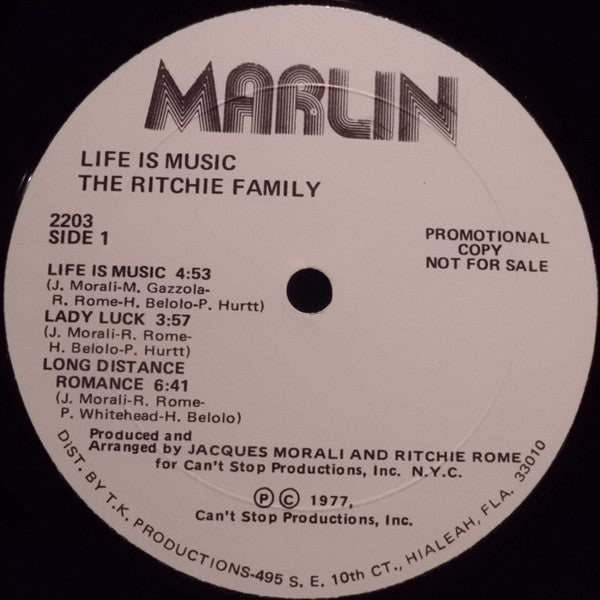 MARLIN
LIFE IS MUSIC
THE RITCHIE FAMILY
2203
SIDE 1
PROMOTIONAL
COPY
NOT FOR SALE
LIFE IS MUSIC 4:53
(J. Morali-M. Gazzola-
R. Rome-H. Belolo-P. Hurtt)
LADY LUCK 3:57
(J. Morali-R. Rome-
H. Belolo-P. Hurtt)
LONG DISTANCE
ROMANCE 6:41
(J. Morali-R. Rome-
P. Whitehead-H. Belolo)
Produced and
Arranged by JACQUES MORALI AND RITCHIE ROME
for Can't Stop Productions, Inc. N.Y.C.
Ⓟ © 1977,
Can't Stop Productions, Inc.
DIST. BY T.K. PRODUCTIONS-495 S. E. 10th CT., HIALEAH, FLA. 33010